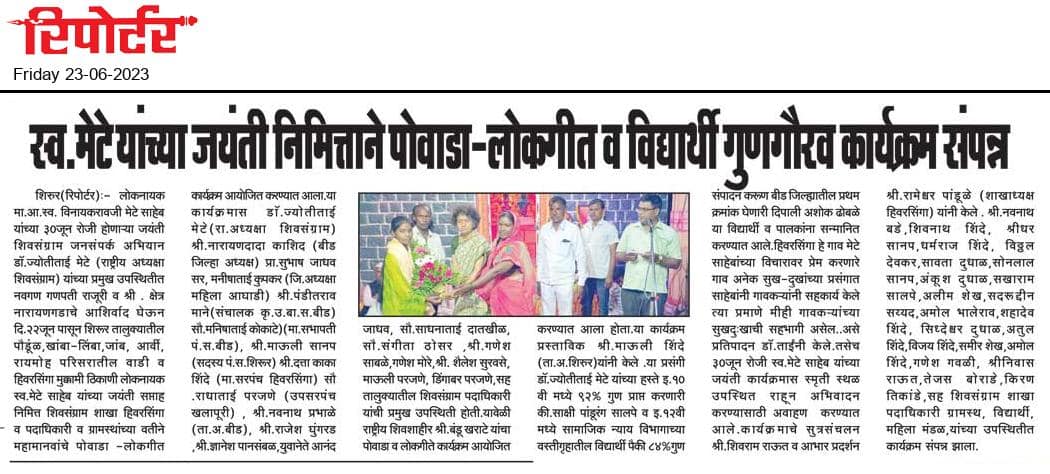 रिपोर्टर
Friday 23-06-2023
स्व.मेटे यांच्या जयंती निमित्ताने पोवाडा-लोकगीत व विद्यार्थी गुणगौरव कार्यक्रम संपन्न
शिरुर(रिपोर्टर):- लोकनायक
मा.आ.स्व. विनायकरावजी मेटे साहेब
यांच्या ३०जून रोजी होणाऱ्या जयंती
शिवसंग्राम जनसंपर्क अभियान
डॉ.ज्योतीताई मेटे (राष्ट्रीय अध्यक्षा
शिवसंग्राम) यांच्या प्रमुख उपस्थितीत
नवगण गणपती राजूरी व श्री . क्षेत्र
नारायणगडाचे आशिर्वाद घेऊन
दि.२२जून पासून शिरूर तालुक्यातील
पौंडूळ,खांबा-लिंबा,जांब, आर्वी,
रायमोह परिसरातील वाडी व
हिवरसिंगा मुक्कामी ठिकाणी लोकनायक
स्व.मेटे साहेब यांच्या जयंती सप्ताह
निमित्त शिवसंग्राम शाखा हिवरसिंगा
व पदाधिकारी व ग्रामस्थांच्या वतीने
महामानवांचे पोवाडा -लोकगीत
कार्यक्रम आयोजित करण्यात आला.या
कार्यक्रमास डॉ.ज्योतीताई
मेटे(रा.अध्यक्षा शिवसंग्राम)
श्री.नारायणदादा काशिद (बीड
जिल्हा अध्यक्ष) प्रा.सुभाष जाधव
सर, मनीषाताई कुपकर (जि.अध्यक्षा
महिला आघाडी) श्री.पंडीतराव
माने(संचालक कृ.उ.बा.स.बीड)
सौ.मनिषाताई कोकाटे)(मा.सभापती
पं.स.बीड), श्री.माऊली सानप
(सदस्य पं.स.शिरूर) श्री.दत्ता काका
शिंदे (मा.सरपंच हिवरसिंगा) सौ
.राधाताई परजणे (उपसरपंच
खलापूरी) , श्री.नवनाथ प्रभाळे
(ता.अ.बीड), श्री.राजेश घुंगरड
,श्री.ज्ञानेश पानसंबळ,युवानेते आनंद
जाधव, सौ.साधनाताई दातखीळ,
सौ.संगीता ठोसर ,श्री.गणेश
साबळे,गणेश मोरे,श्री. शैलेश सुरवसे,
माऊली परजणे, डिंगाबर परजणे,सह
तालुक्यातील शिवसंग्राम पदाधिकारी
यांची प्रमुख उपस्थिती होती.यावेळी
राष्ट्रीय शिवशाहीर श्री.बंडू खराटे यांचा
पोवाडा व लोकगीते कार्यक्रम आयोजित
करण्यात आला होता.या कार्यक्रम
प्रस्ताविक श्री.माऊली शिंदे
(ता.अ.शिरुर)यांनी केले .या प्रसंगी
डॉ.ज्योतीताई मेटे यांच्या हस्ते इ.१०
वी मध्ये ९२% गुण प्राप्त करणारी
की.साक्षी पांडूरंग सालपे व इ.१२वी
मध्ये सामाजिक न्याय विभागाच्या
वस्तीगृहातील विद्यार्थी पैकी ८४%गुण
संपादन करूण बीड जिल्ह्यातील प्रथम
क्रमांक घेणारी दिपाली अशोक ढोबळे
या विद्यार्थी व पालकांना सन्मानित
करण्यात आले.हिवरसिंगा हे गाव मेटे
साहेबांच्या विचारावर प्रेम करणारे
गाव अनेक सुख-दुखांच्या प्रसंगात
साहेबांनी गावकऱ्यांनी सहकार्य केले
त्या प्रमाणे मीही गावकऱ्यांच्या
सुखदुःखाची सहभागी असेल..असे
प्रतिपादन डॉ.ताईंनी केले.तसेच
३०जून रोजी स्व.मेटे साहेब यांच्या
जयंती कार्यक्रमास स्मृती स्थळ
उपस्थित राहून अभिवादन
करण्यासाठी अवाहण करण्यात
आले.कार्यक्रमाचे सुत्रसंचलन
श्री.शिवराम राऊत व आभार प्रदर्शन
श्री.रामेश्वर पांडूळे (शाखाध्यक्ष
हिवरसिंगा) यांनी केले . श्री.नवनाथ
बडे,शिवनाथ शिंदे, श्रीधर
सानप,धर्मराज शिंदे, विठ्ठल
देवकर,सावता दुधाळ,सोनलाल
सानप,अंकुश दुधाळ,सखाराम
सालपे,अलीम शेख,सदरूद्दीन
सय्यद,अमोल भालेराव,शहादेव
शिंदे, सिध्देश्वर दुधाळ,अतुल
शिंदे,विजय शिंदे,समीर शेख,अमोल
शिंदे,गणेश गवळी, श्रीनिवास
राऊत,तेजस बोराडे,किरण
तिकांडे,सह शिवसंग्राम शाखा
पदाधिकारी ग्रामस्थ, विद्यार्थी,
महिला मंडळ,यांच्या उपस्थितीत
कार्यक्रम संपन्न झाला.